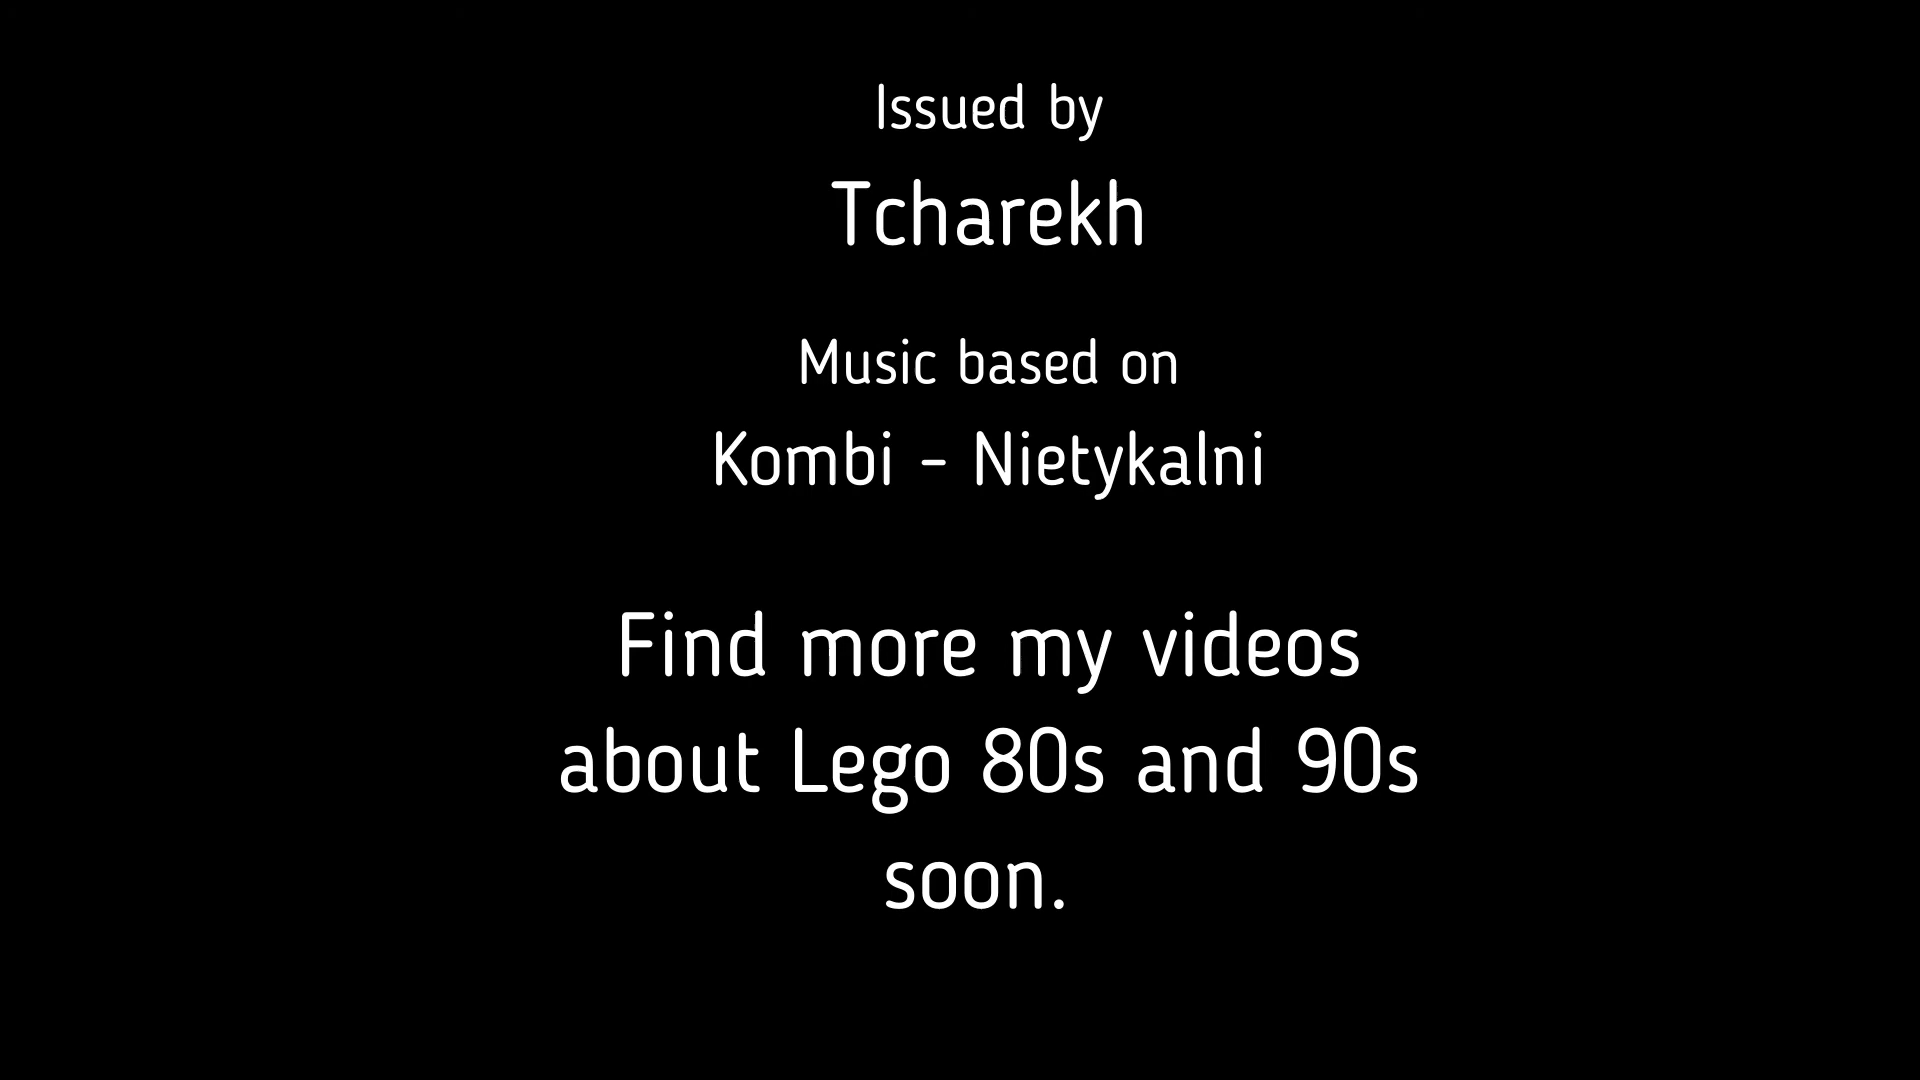 Issued by
Tcharekh
Music based on
Kombi - Nietykalni
Find more my videos
about Lego 80s and 90s
soon.